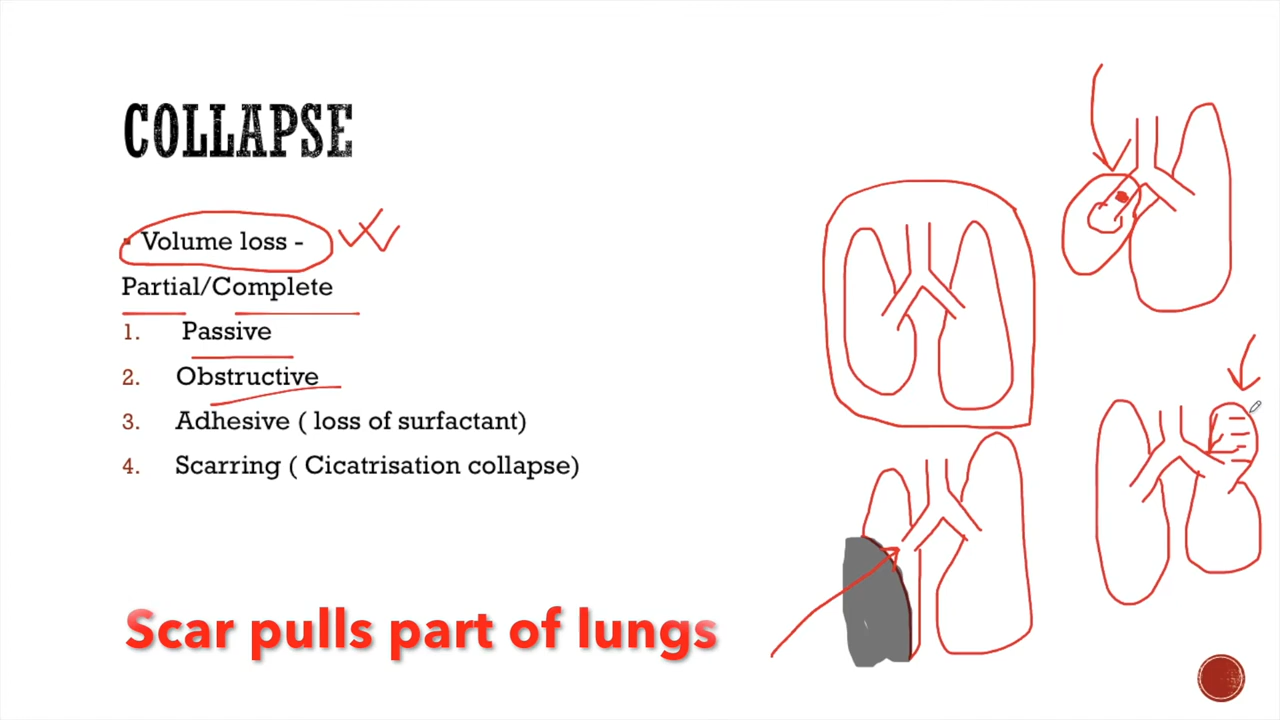 COLLAPSE
▪ Volume loss -
Partial/Complete
1. Passive
2. Obstructive
3. Adhesive ( loss of surfactant)
4. Scarring ( Cicatrisation collapse)
Scar pulls part of lungs